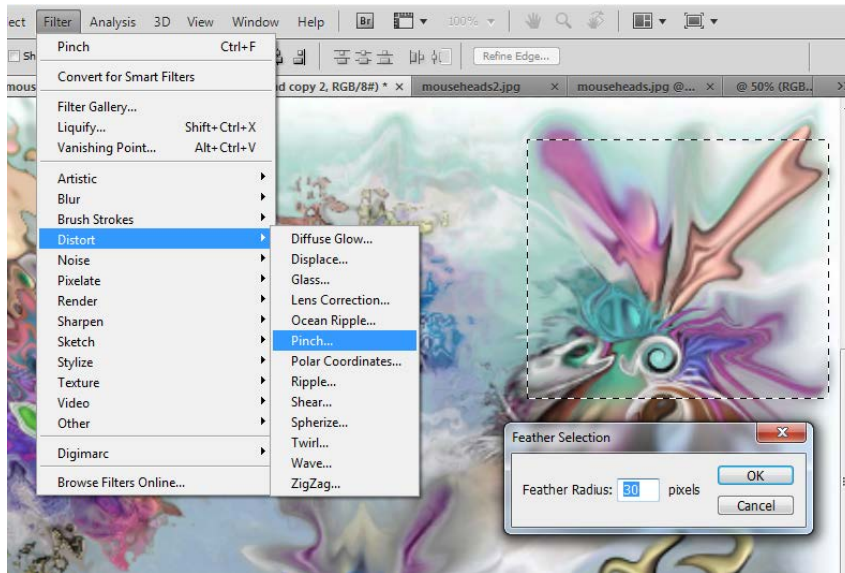 ect Filter Analysis 3D View Window Help Br 100%
Sh Refine Edge...
mous d copy 2, RGB/8#) * × mouseheads2.jpg × mouseheads.jpg @... × @ 50% (RGB..
Pinch Ctrl+F
Convert for Smart Filters
Filter Gallery...
Liquify... Shift+Ctrl+X
Vanishing Point... Alt+Ctrl+V
Artistic
Blur
Brush Strokes
Distort
Noise
Pixelate
Render
Sharpen
Sketch
Stylize
Texture
Video
Other
Digimarc
Browse Filters Online...
Diffuse Glow...
Displace...
Glass...
Lens Correction...
Ocean Ripple...
Pinch...
Polar Coordinates...
Ripple...
Shear...
Spherize...
Twirl...
Wave...
ZigZag...
Feather Selection
Feather Radius: 30 pixels
OK
Cancel